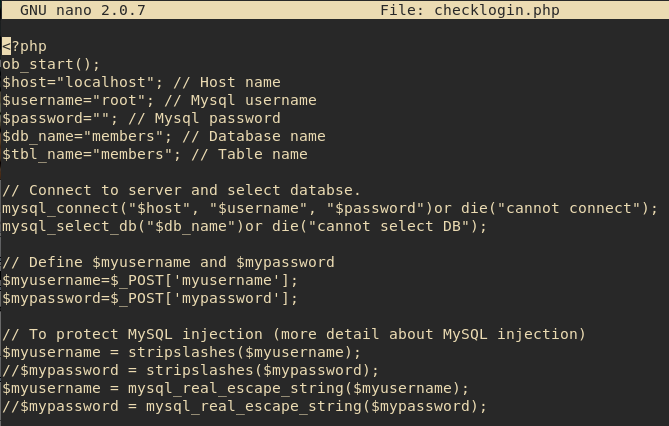 GNU nano 2.0.7 File: checklogin.php
<?php
ob_start();
$host="localhost"; // Host name
$username="root"; // Mysql username
$password=""; // Mysql password
$db_name="members"; // Database name
$tbl_name="members"; // Table name
// Connect to server and select databse.
mysql_connect("$host", "$username", "$password")or die("cannot connect");
mysql_select_db("$db_name")or die("cannot select DB");
// Define $myusername and $mypassword
$myusername=$_POST['myusername'];
$mypassword=$_POST['mypassword'];
// To protect MySQL injection (more detail about MySQL injection)
$myusername = stripslashes($myusername);
//$mypassword = stripslashes($mypassword);
$myusername = mysql_real_escape_string($myusername);
//$mypassword = mysql_real_escape_string($mypassword);